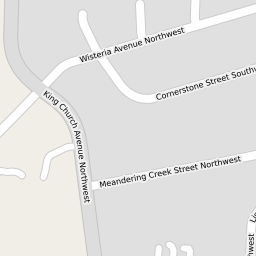 Wisteria Avenue Northwest
Cornerstone Street Southw
King Church Avenue Northwest
Meandering Creek Street Northwest